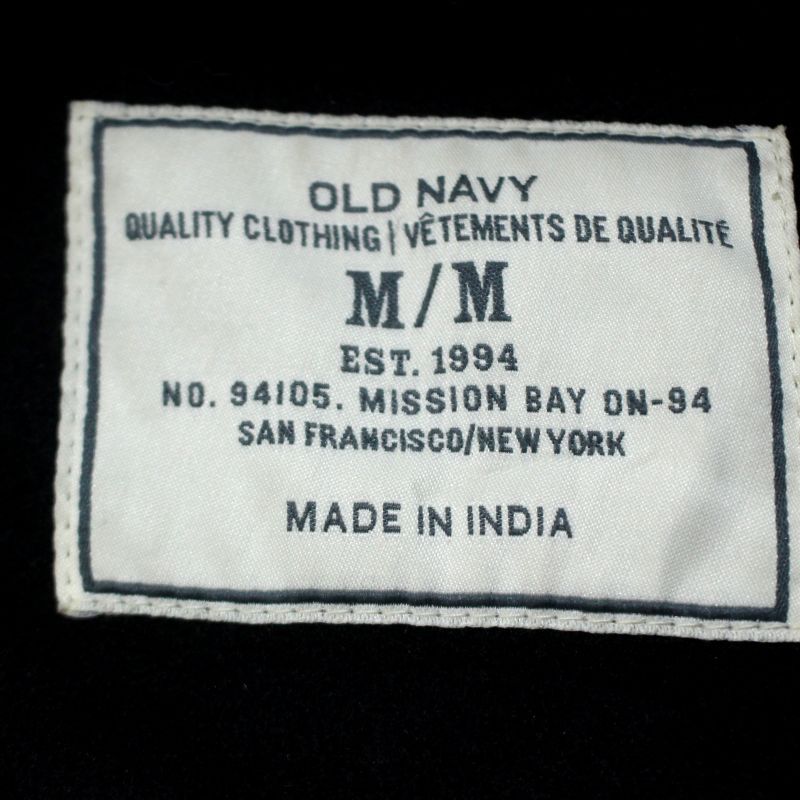 OLD NAVY
QUALITY CLOTHING | VÊTEMENTS DE QUALITÉ
M/M
EST. 1994
NO. 94105. MISSION BAY ON-94
SAN FRANCISCO/NEW YORK
MADE IN INDIA